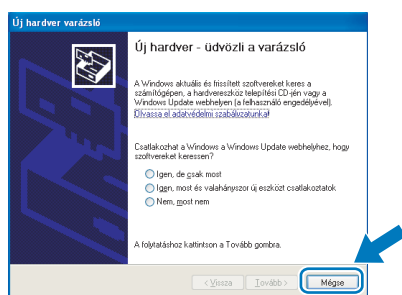 Új hardver varázsló
Új hardver - üdvözli a varázsló
A Windows aktuális és frissített szoftvereket keres a
számítógépen, a hardvereszköz telepítési CD-jén vagy a
Windows Update webhelyen (a felhasználó engedélyével).
Olvassa el adatvédelmi szabályzatunkat
Csatlakozhat a Windows a Windows Update webhelyhez, hogy
szoftvereket keressen?
Igen, de csak most
Igen, most és valahányszor új eszközt csatlakoztatok
Nem, most nem
A folytatáshoz kattintson a Tovább gombra.
< Vissza Tovább > Mégse